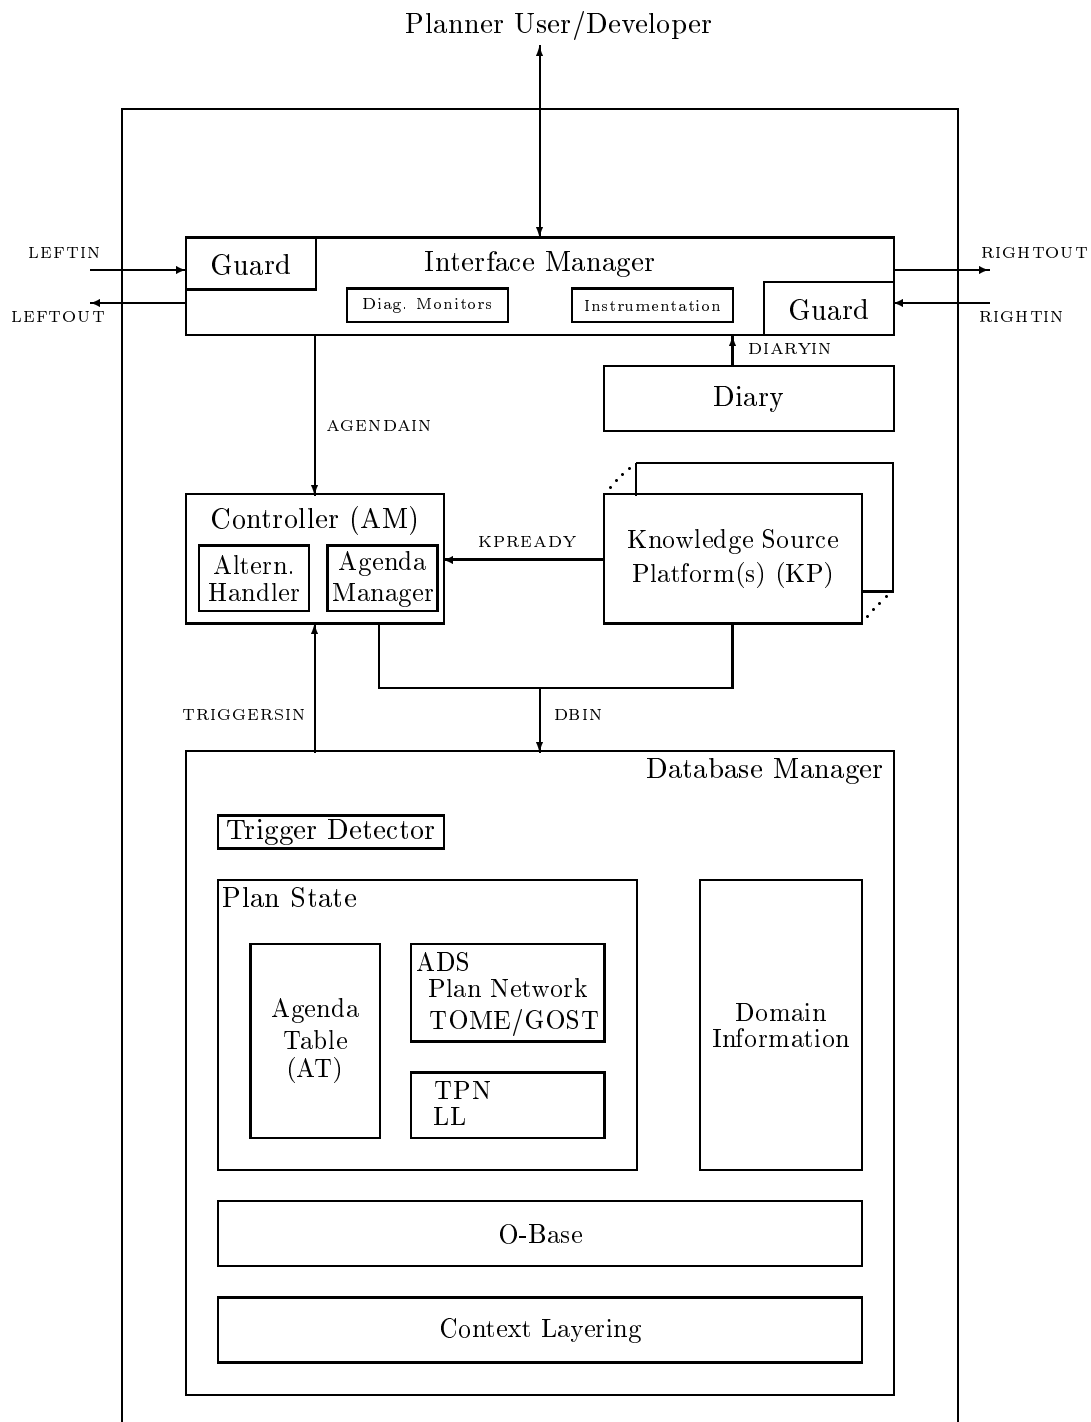 Planner User/Developer
LEFTIN
Guard
Interface Manager
RIGHTOUT
Diag. Monitors
Instrumentation
Guard
LEFTOUT
RIGHTIN
DIARYIN
Diary
AGENDAIN
Controller (AM)
Altern.
Handler
Agenda
Manager
KPREADY
Knowledge Source
Platform(s) (KP)
TRIGGERSIN
DBIN
Database Manager
Trigger Detector
Plan State
Agenda
Table
(AT)
ADS
Plan Network
TOME/GOST
TPN
LL
Domain
Information
O-Base
Context Layering